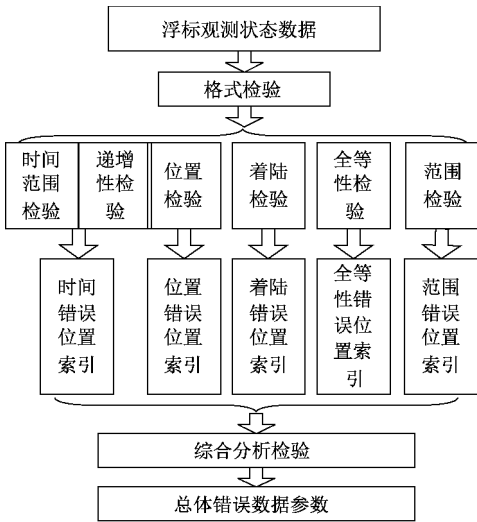 浮标观测状态数据
格式检验
时间
范围
检验
递增
性检
验
位置
检验
着陆
检验
全等
性检
验
范围
检验
时间
错误
位置
索引
位置
错误
位置
索引
着陆
错误
位置
索引
全等
性错
误位
置索
引
范围
错误
位置
索引
综合分析检验
总体错误数据参数